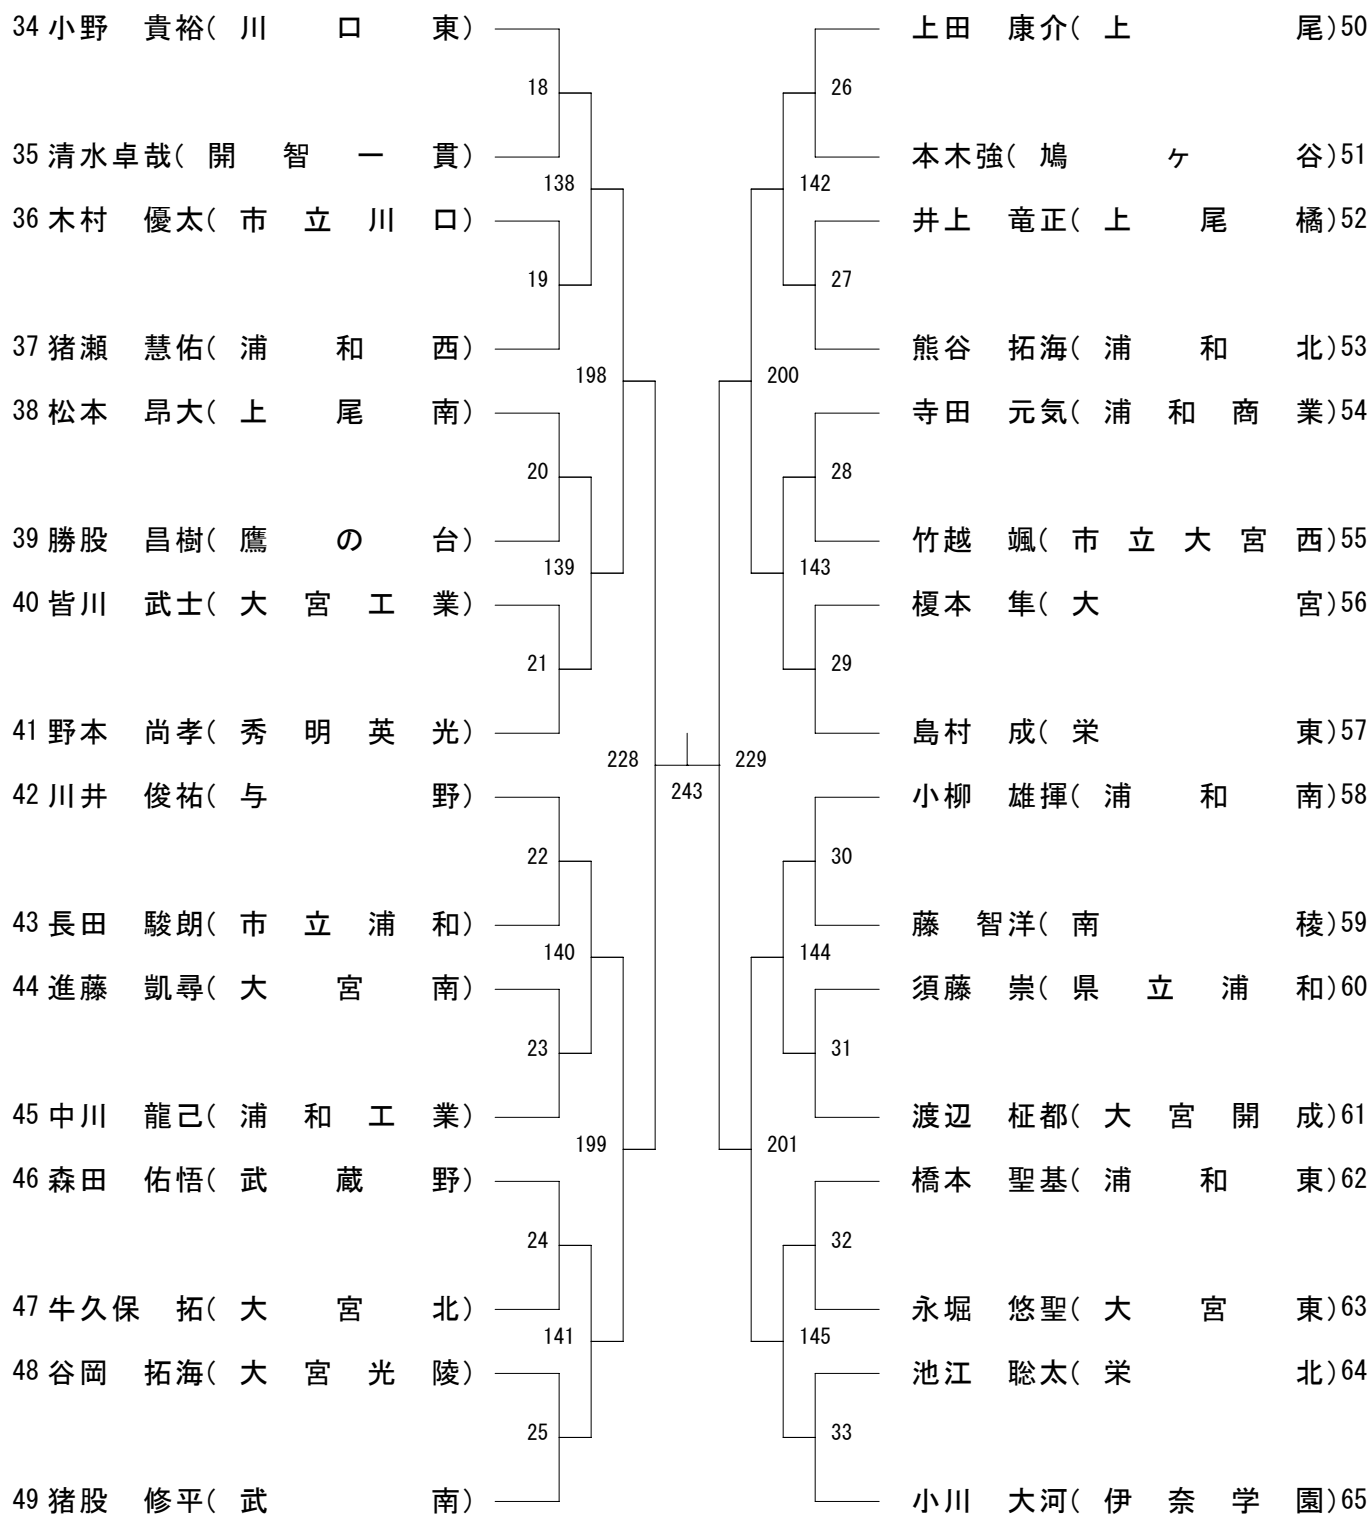 34 小野 貴裕( 川 口 東)
18
35 清水卓哉( 開 智 一 貫)
138
36 木村 優太( 市 立 川 口)
19
37 猪瀬 慧佑( 浦 和 西)
198
38 松本 昂大( 上 尾 南)
20
39 勝股 昌樹( 鷹 の 台)
139
40 皆川 武士( 大 宮 工 業)
21
41 野本 尚孝( 秀 明 英 光)
228
42 川井 俊祐( 与 野)
22
43 長田 駿朗( 市 立 浦 和)
140
44 進藤 凱尋( 大 宮 南)
23
45 中川 龍己( 浦 和 工 業)
199
46 森田 佑悟( 武 蔵 野)
24
47 牛久保 拓( 大 宮 北)
141
48 谷岡 拓海( 大 宮 光 陵)
25
49 猪股 修平( 武 南)
243
上田 康介( 上 尾)50
26
本木強( 鳩 ヶ 谷)51
142
井上 竜正( 上 尾 橘)52
27
熊谷 拓海( 浦 和 北)53
200
寺田 元気( 浦 和 商 業)54
28
竹越 颯( 市 立 大 宮 西)55
143
榎本 隼( 大 宮)56
29
島村 成( 栄 東)57
229
小柳 雄揮( 浦 和 南)58
30
藤 智洋( 南 稜)59
144
須藤 崇( 県 立 浦 和)60
31
渡辺 柾都( 大 宮 開 成)61
201
橋本 聖基( 浦 和 東)62
32
永堀 悠聖( 大 宮 東)63
145
池江 聡太( 栄 北)64
33
小川 大河( 伊 奈 学 園)65